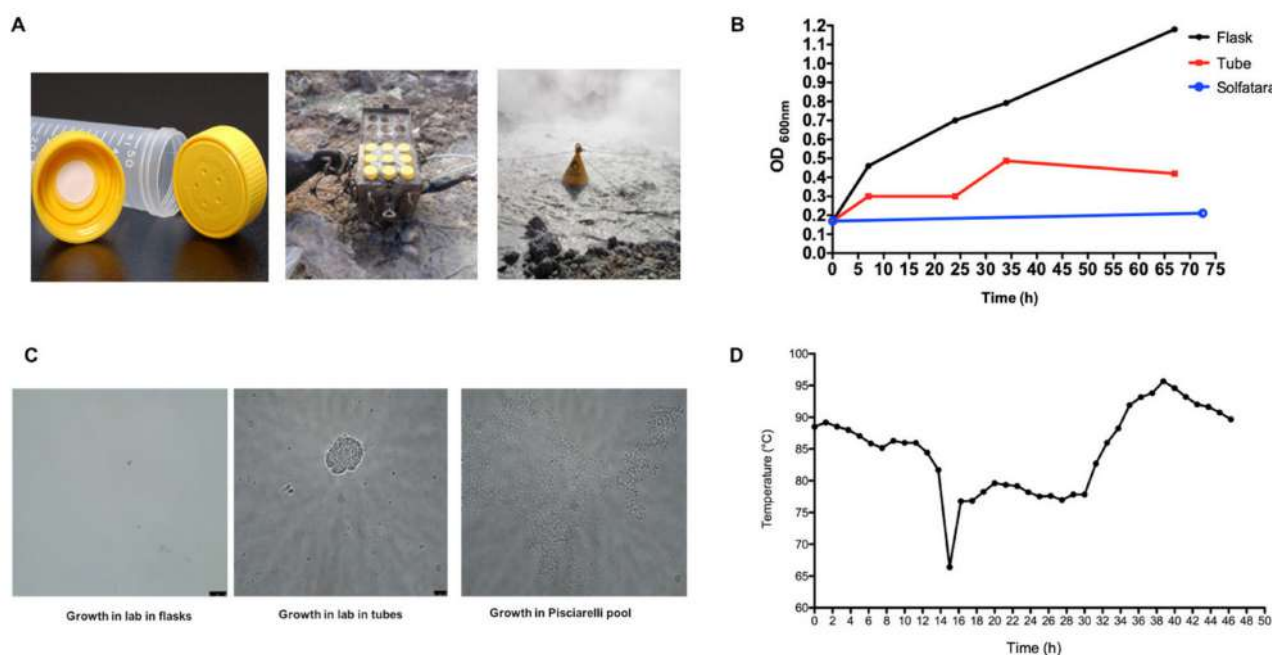 A
B
1.2
1.1
1.0
0.9
0.8
0.7
0.6
0.5
0.4
0.3
0.2
0.1
0.0
OD 600nm
0 5 10 15 20 25 30 35 40 45 50 55 60 65 70 75
Time (h)
Flask
Tube
Solfatara
50
C
Growth in lab in flasks
Growth in lab in tubes
Growth in Pisciarelli pool
D
100
95
90
85
80
75
70
65
60
Temperature (°C)
0 2 4 6 8 10 12 14 16 18 20 22 24 26 28 30 32 34 36 38 40 42 44 46 48 50
Time (h)